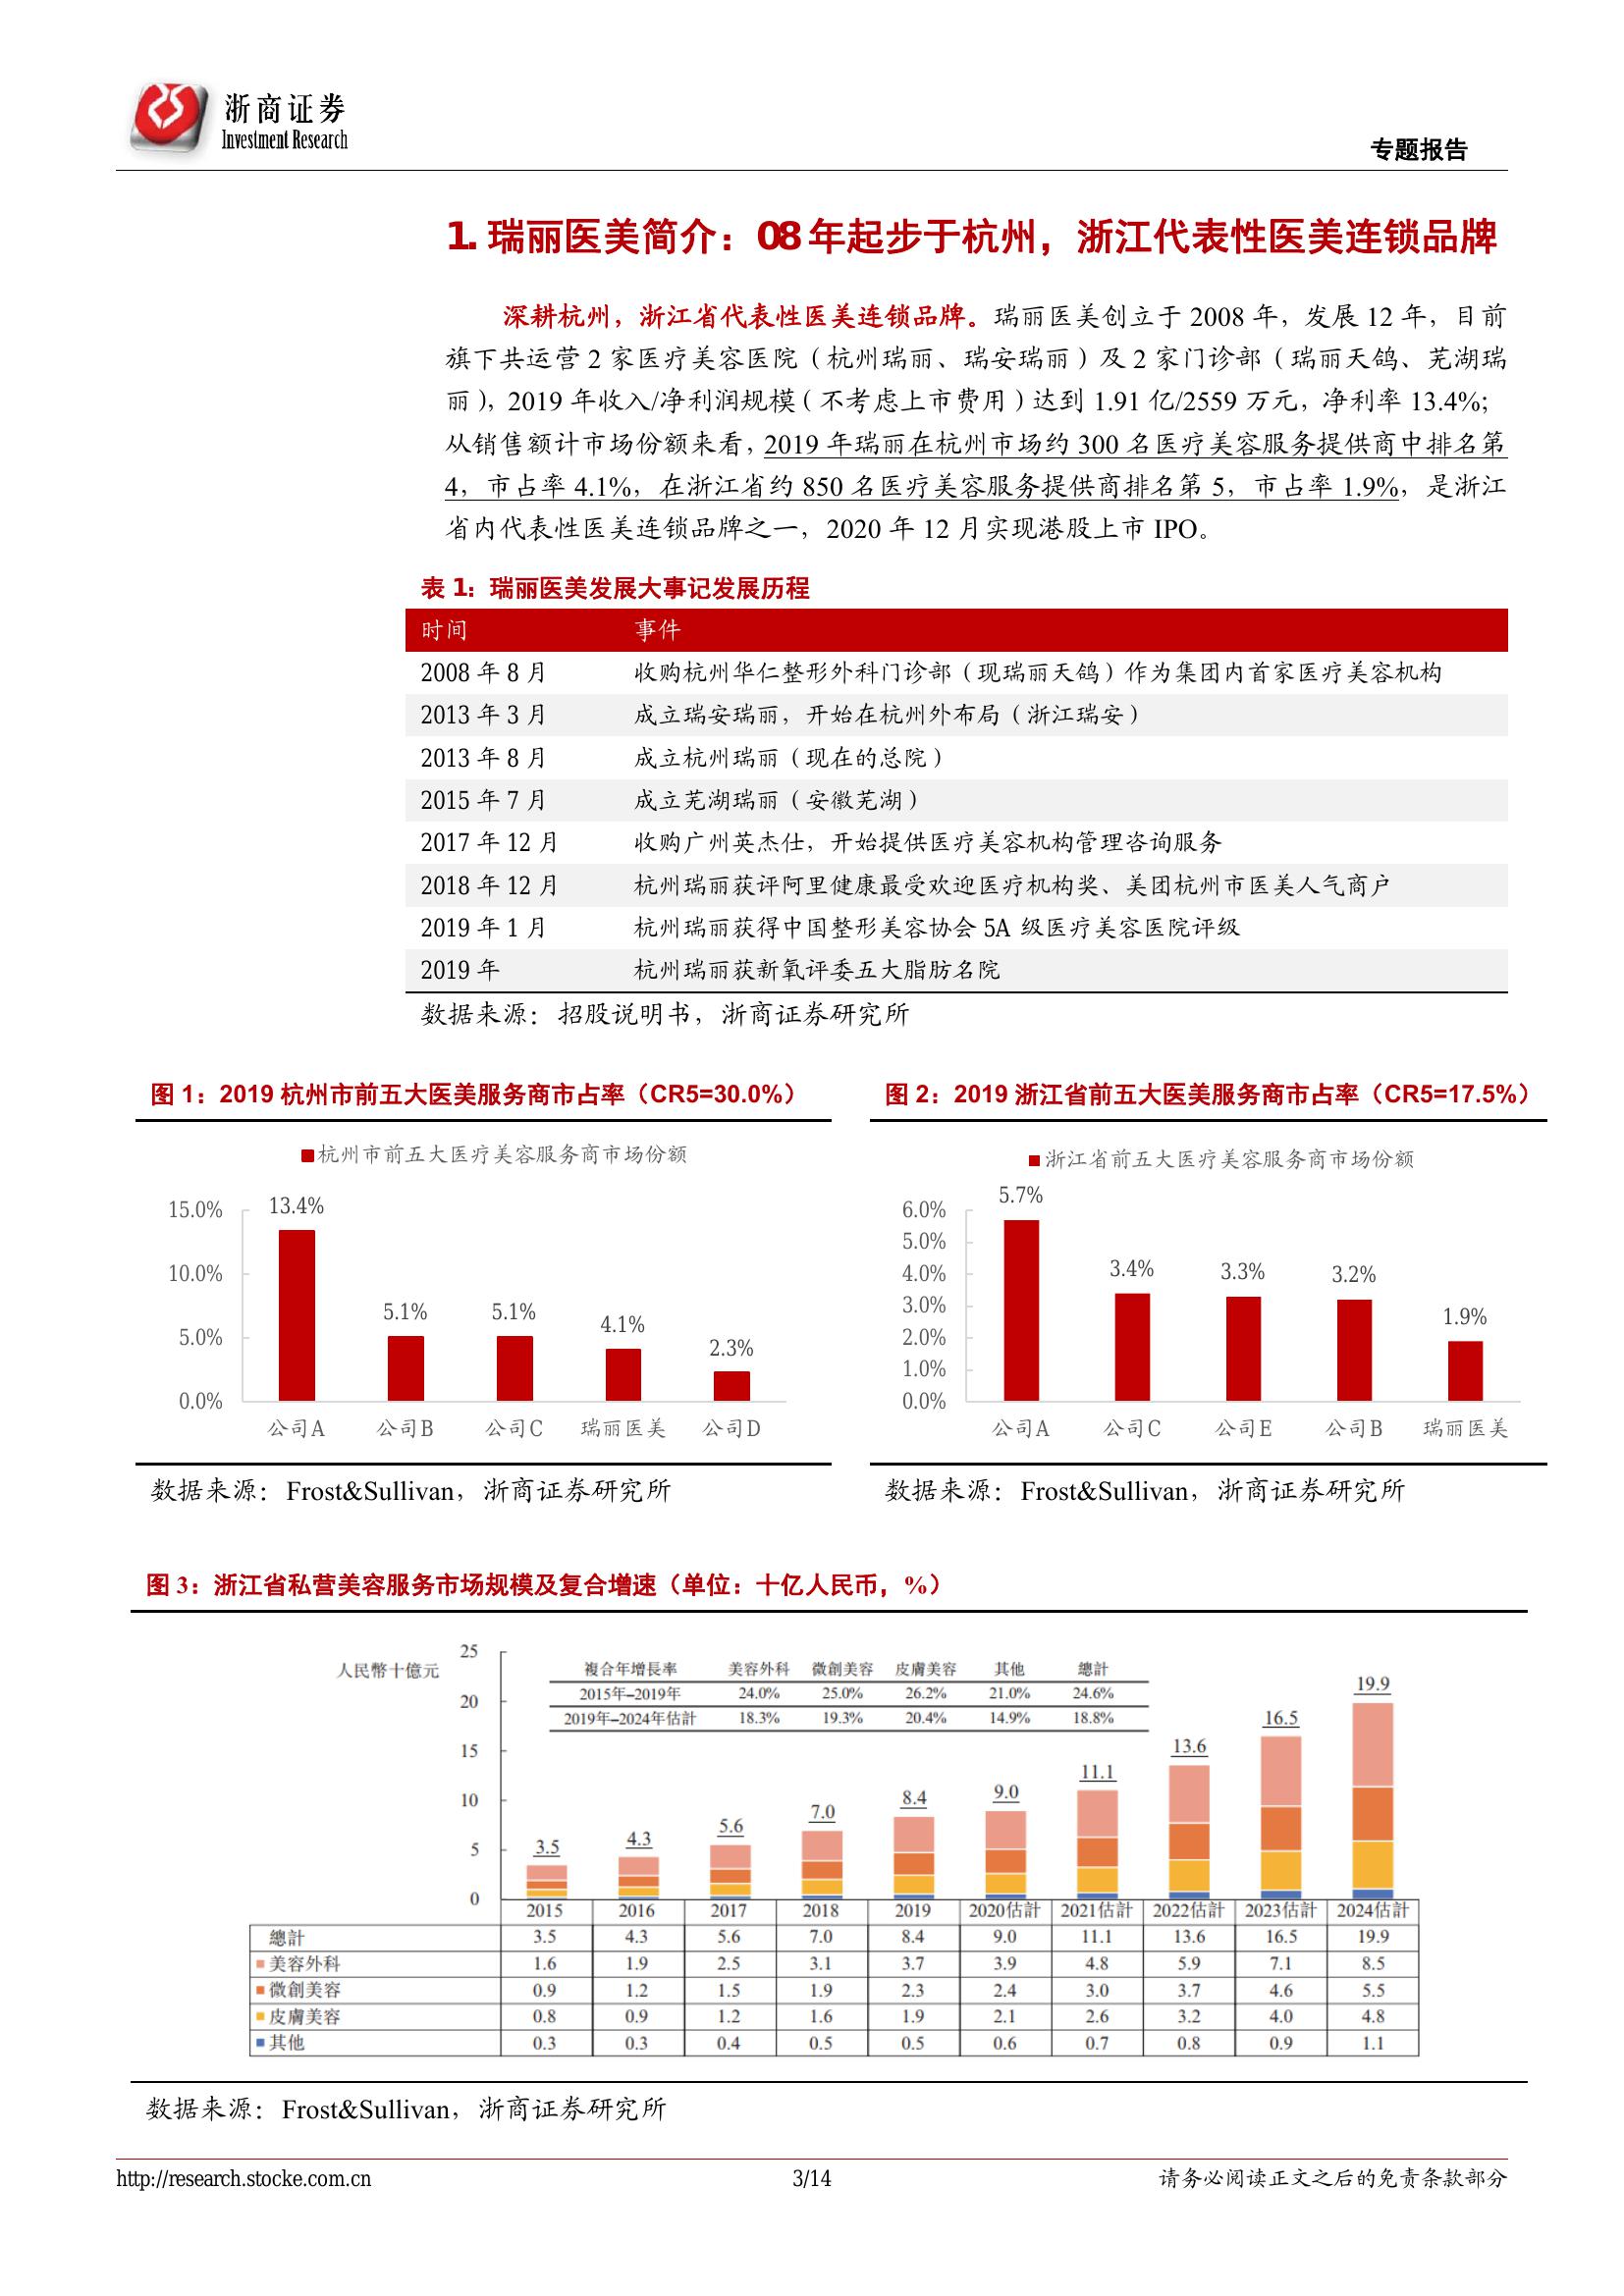 浙商证券
Investment Research
专题报告
1. 瑞丽医美简介：08 年起步于杭州，浙江代表性医美连锁品牌
深耕杭州，浙江省代表性医美连锁品牌。瑞丽医美创立于 2008 年，发展 12 年，目前
旗下共运营 2 家医疗美容医院（杭州瑞丽、瑞安瑞丽）及 2 家门诊部（瑞丽天鸽、芜湖瑞
丽），2019 年收入/净利润规模（不考虑上市费用）达到 1.91 亿/2559 万元，净利率 13.4%；
从销售额计市场份额来看，2019 年瑞丽在杭州市场约 300 名医疗美容服务提供商中排名第
4，市占率 4.1%，在浙江省约 850 名医疗美容服务提供商排名第 5，市占率 1.9%，是浙江
省内代表性医美连锁品牌之一，2020 年 12 月实现港股上市 IPO。
表 1：瑞丽医美发展大事记发展历程
时间 事件
2008 年 8 月 收购杭州华仁整形外科门诊部（现瑞丽天鸽）作为集团内首家医疗美容机构
2013 年 3 月 成立瑞安瑞丽，开始在杭州外布局（浙江瑞安）
2013 年 8 月 成立杭州瑞丽（现在的总院）
2015 年 7 月 成立芜湖瑞丽（安徽芜湖）
2017 年 12 月 收购广州英杰仕，开始提供医疗美容机构管理咨询服务
2018 年 12 月 杭州瑞丽获评阿里健康最受欢迎医疗机构奖、美团杭州市医美人气商户
2019 年 1 月 杭州瑞丽获得中国整形美容协会 5A 级医疗美容医院评级
2019 年 杭州瑞丽获新氧评委五大脂肪名院
数据来源：招股说明书，浙商证券研究所
图 1：2019 杭州市前五大医美服务商市占率（CR5=30.0%）
杭州市前五大医疗美容服务商市场份额
15.0%
10.0%
5.0%
0.0%
13.4% 5.1% 5.1% 4.1% 2.3%
公司A 公司B 公司C 瑞丽医美 公司D
数据来源：Frost&Sullivan，浙商证券研究所
图 2：2019 浙江省前五大医美服务商市占率（CR5=17.5%）
浙江省前五大医疗美容服务商市场份额
6.0%
5.0%
4.0%
3.0%
2.0%
1.0%
0.0%
5.7% 3.4% 3.3% 3.2% 1.9%
公司A 公司C 公司E 公司B 瑞丽医美
数据来源：Frost&Sullivan，浙商证券研究所
图 3：浙江省私营美容服务市场规模及复合增速（单位：十亿人民币，%）
人民幣十億元
25
20
15
10
5
0
複合年增長率 美容外科 微創美容 皮膚美容 其他 總計
2015年–2019年 24.0% 25.0% 26.2% 21.0% 24.6%
2019年–2024年估計 18.3% 19.3% 20.4% 14.9% 18.8%
3.5 4.3 5.6 7.0 8.4 9.0 11.1 13.6 16.5 19.9
2015 2016 2017 2018 2019 2020估計 2021估計 2022估計 2023估計 2024估計
總計 3.5 4.3 5.6 7.0 8.4 9.0 11.1 13.6 16.5 19.9
美容外科 1.6 1.9 2.5 3.1 3.7 3.9 4.8 5.9 7.1 8.5
微創美容 0.9 1.2 1.5 1.9 2.3 2.4 3.0 3.7 4.6 5.5
皮膚美容 0.8 0.9 1.2 1.6 1.9 2.1 2.6 3.2 4.0 4.8
其他 0.3 0.3 0.4 0.5 0.5 0.6 0.7 0.8 0.9 1.1
数据来源：Frost&Sullivan，浙商证券研究所
http://research.stocke.com.cn 3/14 请务必阅读正文之后的免责条款部分